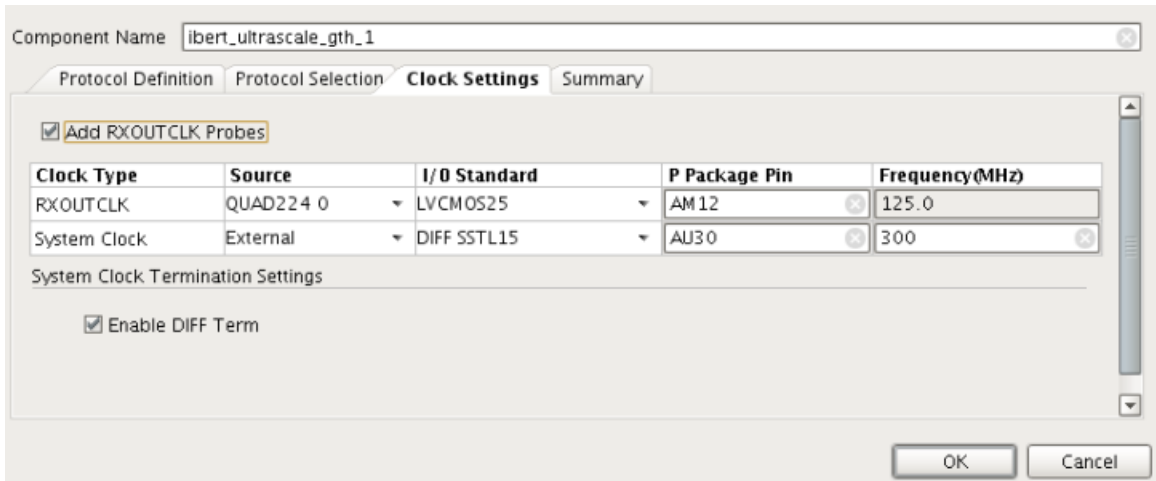 Component Name ibert_ultrascale_gth_1
Protocol Definition Protocol Selection Clock Settings Summary
Add RXOUTCLK Probes
Clock Type Source I/O Standard P Package Pin Frequency(MHz)
RXOUTCLK QUAD224 0 LVCMOS25 AM12 125.0
System Clock External DIFF SSTL15 AU30 300
System Clock Termination Settings
Enable DIFF Term
OK Cancel